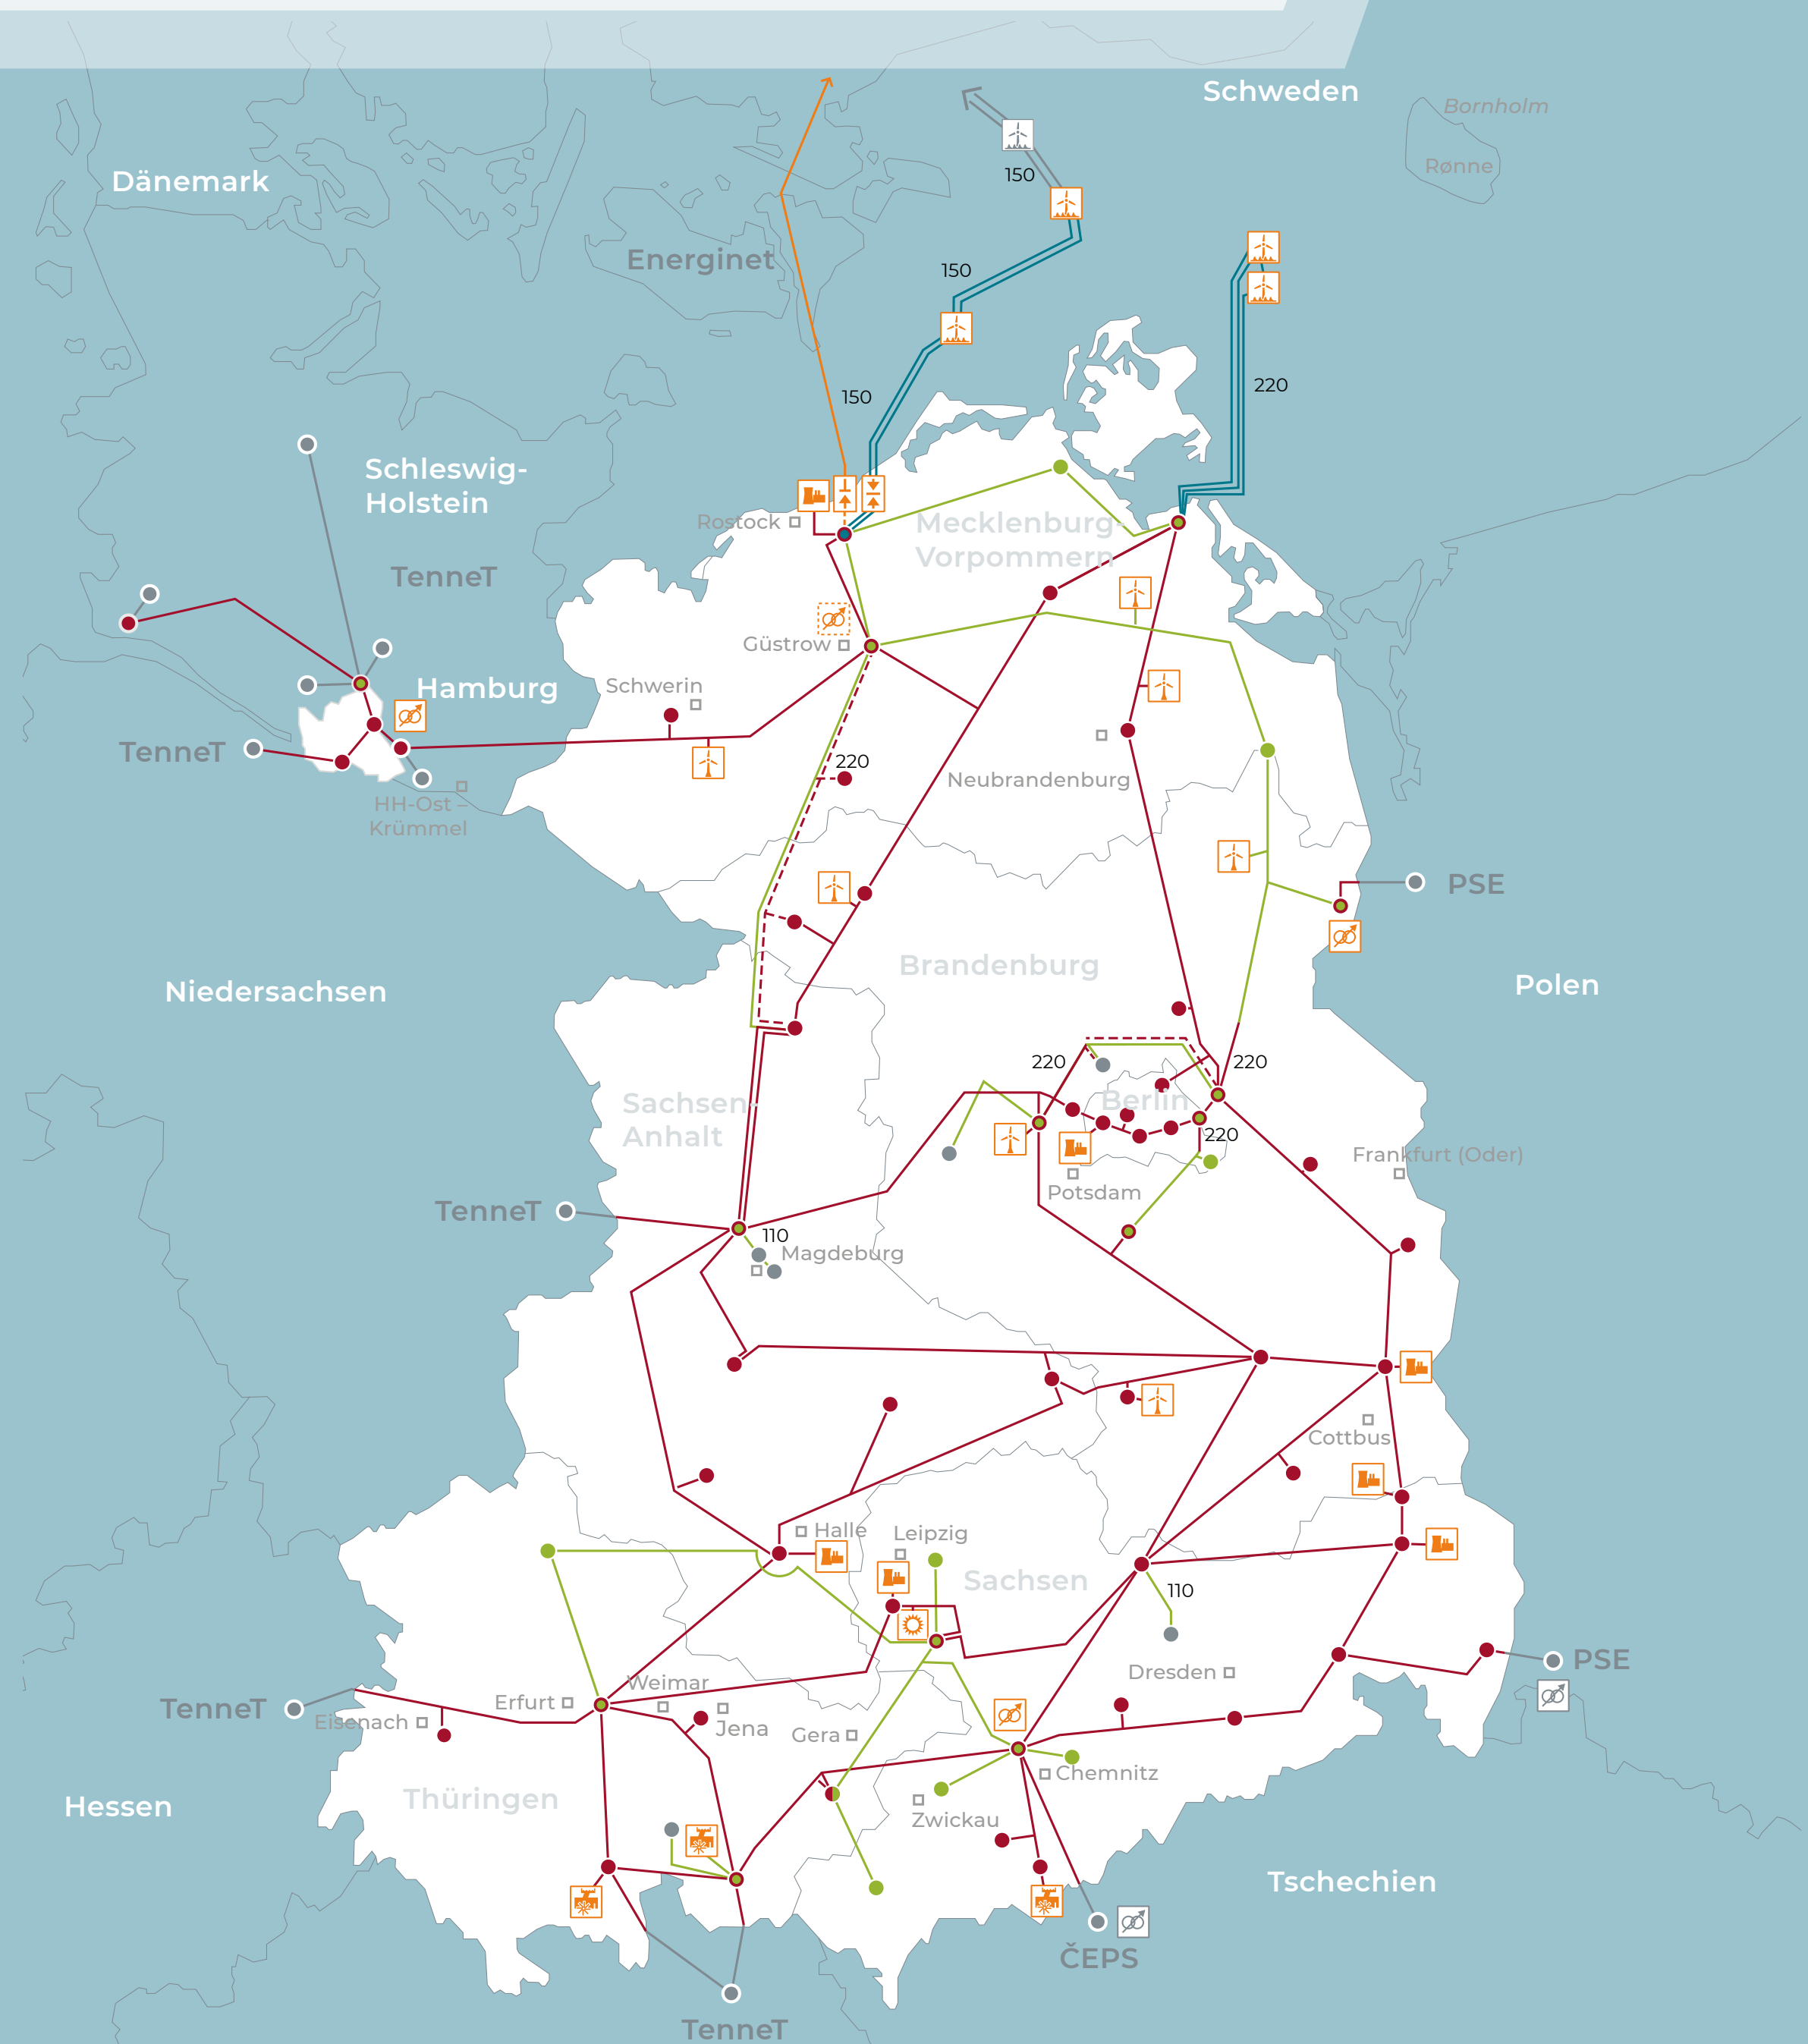 Schweden
Bornholm
Rønne
150
Dänemark
Energinet
150
220
150
Schleswig-
Holstein
Rostock
Mecklenburg-
Vorpommern
TenneT
Güstrow
Schwerin
Hamburg
TenneT
220
Neubrandenburg
HH-Ost –
Krümmel
PSE
Brandenburg
Niedersachsen
Polen
220
220
Sachsen-
Anhalt
Berlin
220
Frankfurt (Oder)
Potsdam
TenneT
110
Magdeburg
Cottbus
Halle
Leipzig
Sachsen
110
Dresden
PSE
Weimar
Erfurt
TenneT
Eisenach
Jena
Gera
Chemnitz
Thüringen
Hessen
Zwickau
Tschechien
ČEPS
TenneT